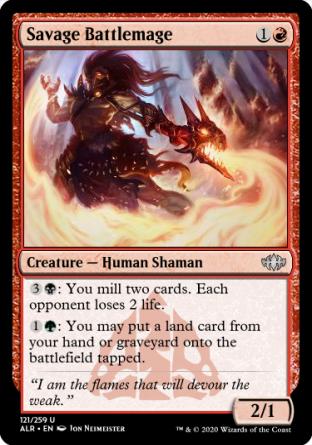 Savage Battlemage 1
Creature — Human Shaman
3: You mill two cards. Each
opponent loses 2 life.
1: You may put a land card from
your hand or graveyard onto the
battlefield tapped.
"I am the flames that will devour the
weak."
2/1
121/259 U
ALR • EN Jon Neimeister
™ & © 2020 Wizards of the Coast